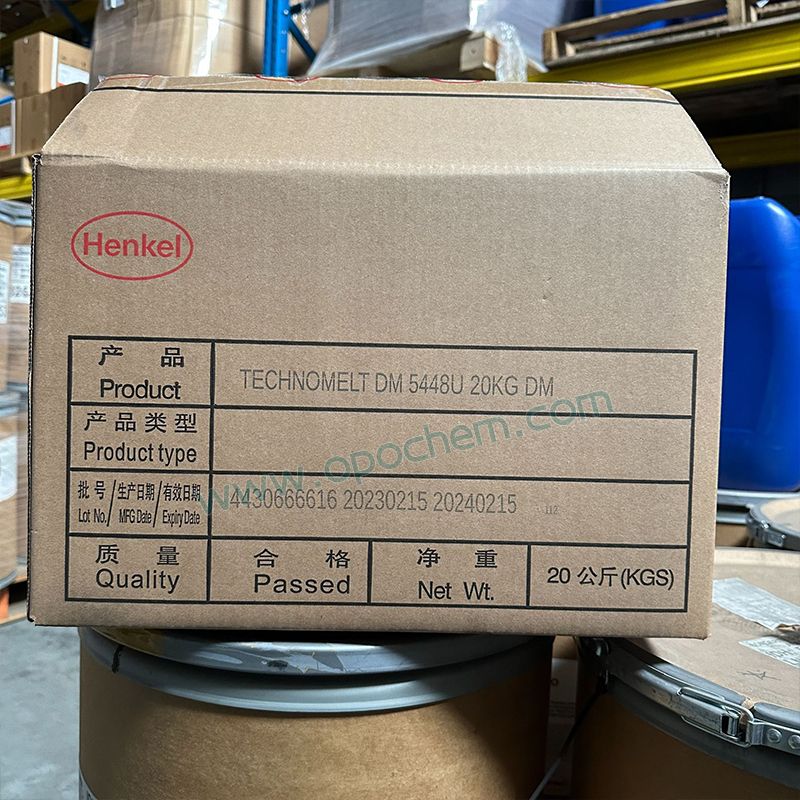 Henkel
产 品
Product
TECHNOMELT DM 5448U 20KG DM
产品类型
Product type
www.opochem.com
批 号/生产日期/有效日期
Lot No./MFG Date/Expiry Date
4430666616 20230215 20240215
质 量
Quality
合 格
Passed
净 重
Net Wt.
20 公斤(KGS)